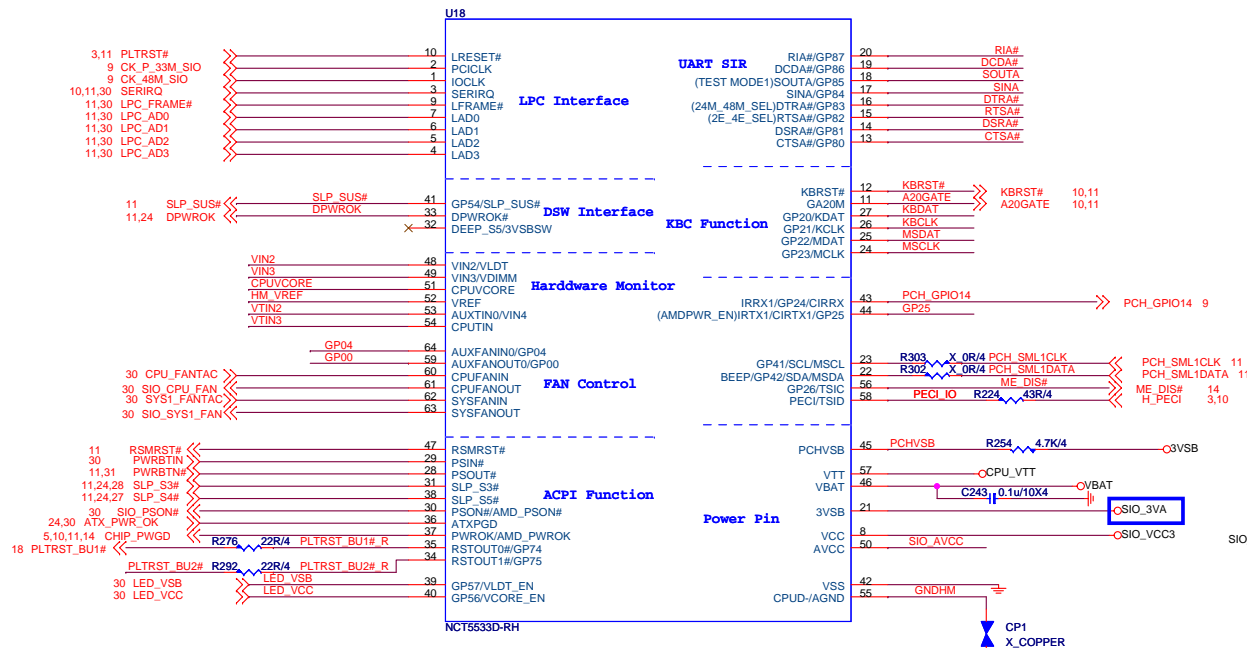 U18
3,11 PLTRST# 10 LRESET#
9 CK_P_33M_SIO 2 PCICLK
9 CK_48M_SIO 1 IOCLK
10,11,30 SERIRQ 3 SERIRQ
11,30 LPC_FRAME# 9 LFRAME#
11,30 LPC_AD0 7 LAD0
11,30 LPC_AD1 6 LAD1
11,30 LPC_AD2 5 LAD2
11,30 LPC_AD3 4 LAD3
LPC Interface
UART SIR
RIA#/GP87 20 RIA#
DCDA#/GP86 19 DCDA#
(TEST MODE1)SOUTA/GP85 18 SOUTA
SINA/GP84 17 SINA
(24M_48M_SEL)DTRA#/GP83 16 DTRA#
(2E_4E_SEL)RTSA#/GP82 15 RTSA#
DSRA#/GP81 14 DSRA#
CTSA#/GP80 13 CTSA#
11 SLP_SUS# SLP_SUS# 41 GP54/SLP_SUS#
11,24 DPWROK DPWROK 33 DPWROK#
32 DEEP_S5/3VSBSW
DSW Interface
KBC Function
KBRST# 12 KBRST# KBRST# 10,11
GA20M 11 A20GATE A20GATE 10,11
GP20/KDAT 27 KBDAT
GP21/KCLK 26 KBCLK
GP22/MDAT 25 MSDAT
GP23/MCLK 24 MSCLK
VIN2 48 VIN2/VLDT
VIN3 49 VIN3/VDIMM
CPUVCORE 51 CPUVCORE
HM_VREF 52 VREF
VTIN2 53 AUXTIN0/VIN4
VTIN3 54 CPUTIN
Harddware Monitor
IRRX1/GP24/CIRRX 43 PCH_GPIO14 PCH_GPIO14 9
(AMDPWR_EN)IRTX1/CIRTX1/GP25 44 GP25
GP04 64 AUXFANIN0/GP04
GP00 59 AUXFANOUT0/GP00
30 CPU_FANTAC 60 CPUFANIN
30 SIO_CPU_FAN 61 CPUFANOUT
30 SYS1_FANTAC 62 SYSFANIN
30 SIO_SYS1_FAN 63 SYSFANOUT
FAN Control
GP41/SCL/MSCL 23 R303 X_0R/4 PCH_SML1CLK PCH_SML1CLK 11
BEEP/GP42/SDA/MSDA 22 R302 X_0R/4 PCH_SML1DATA PCH_SML1DATA 11
GP26/TSIC 56 ME_DIS# ME_DIS# 14
PECI/TSID 58 PECI_IO R224 43R/4 H_PECI 3,10
11 RSMRST# 47 RSMRST#
30 PWRBTIN 29 PSIN#
11,31 PWRBTN# 28 PSOUT#
11,24,28 SLP_S3# 31 SLP_S3#
11,24,27 SLP_S4# 38 SLP_S5#
30 SIO_PSON# 30 PSON#/AMD_PSON#
24,30 ATX_PWR_OK 36 ATXPGD
5,10,11,14 CHIP_PWGD 37 PWROK/AMD_PWROK
18 PLTRST_BU1# R276 22R/4 PLTRST_BU1#_R 35 RSTOUT0#/GP74
PLTRST_BU2# R292 22R/4 PLTRST_BU2#_R 34 RSTOUT1#/GP75
30 LED_VSB LED_VSB 39 GP57/VLDT_EN
30 LED_VCC LED_VCC 40 GP56/VCORE_EN
ACPI Function
Power Pin
PCHVSB 45 PCHVSB R254 4.7K/4 3VSB
VTT 57 CPU_VTT
VBAT 46 VBAT
C243 0.1u/10X4
3VSB 21 SIO_3VA
VCC 8 SIO_VCC3
AVCC 50 SIO_AVCC
SIO
VSS 42
CPUD-/AGND 55 GNDHM
CP1
X_COPPER
NCT5533D-RH